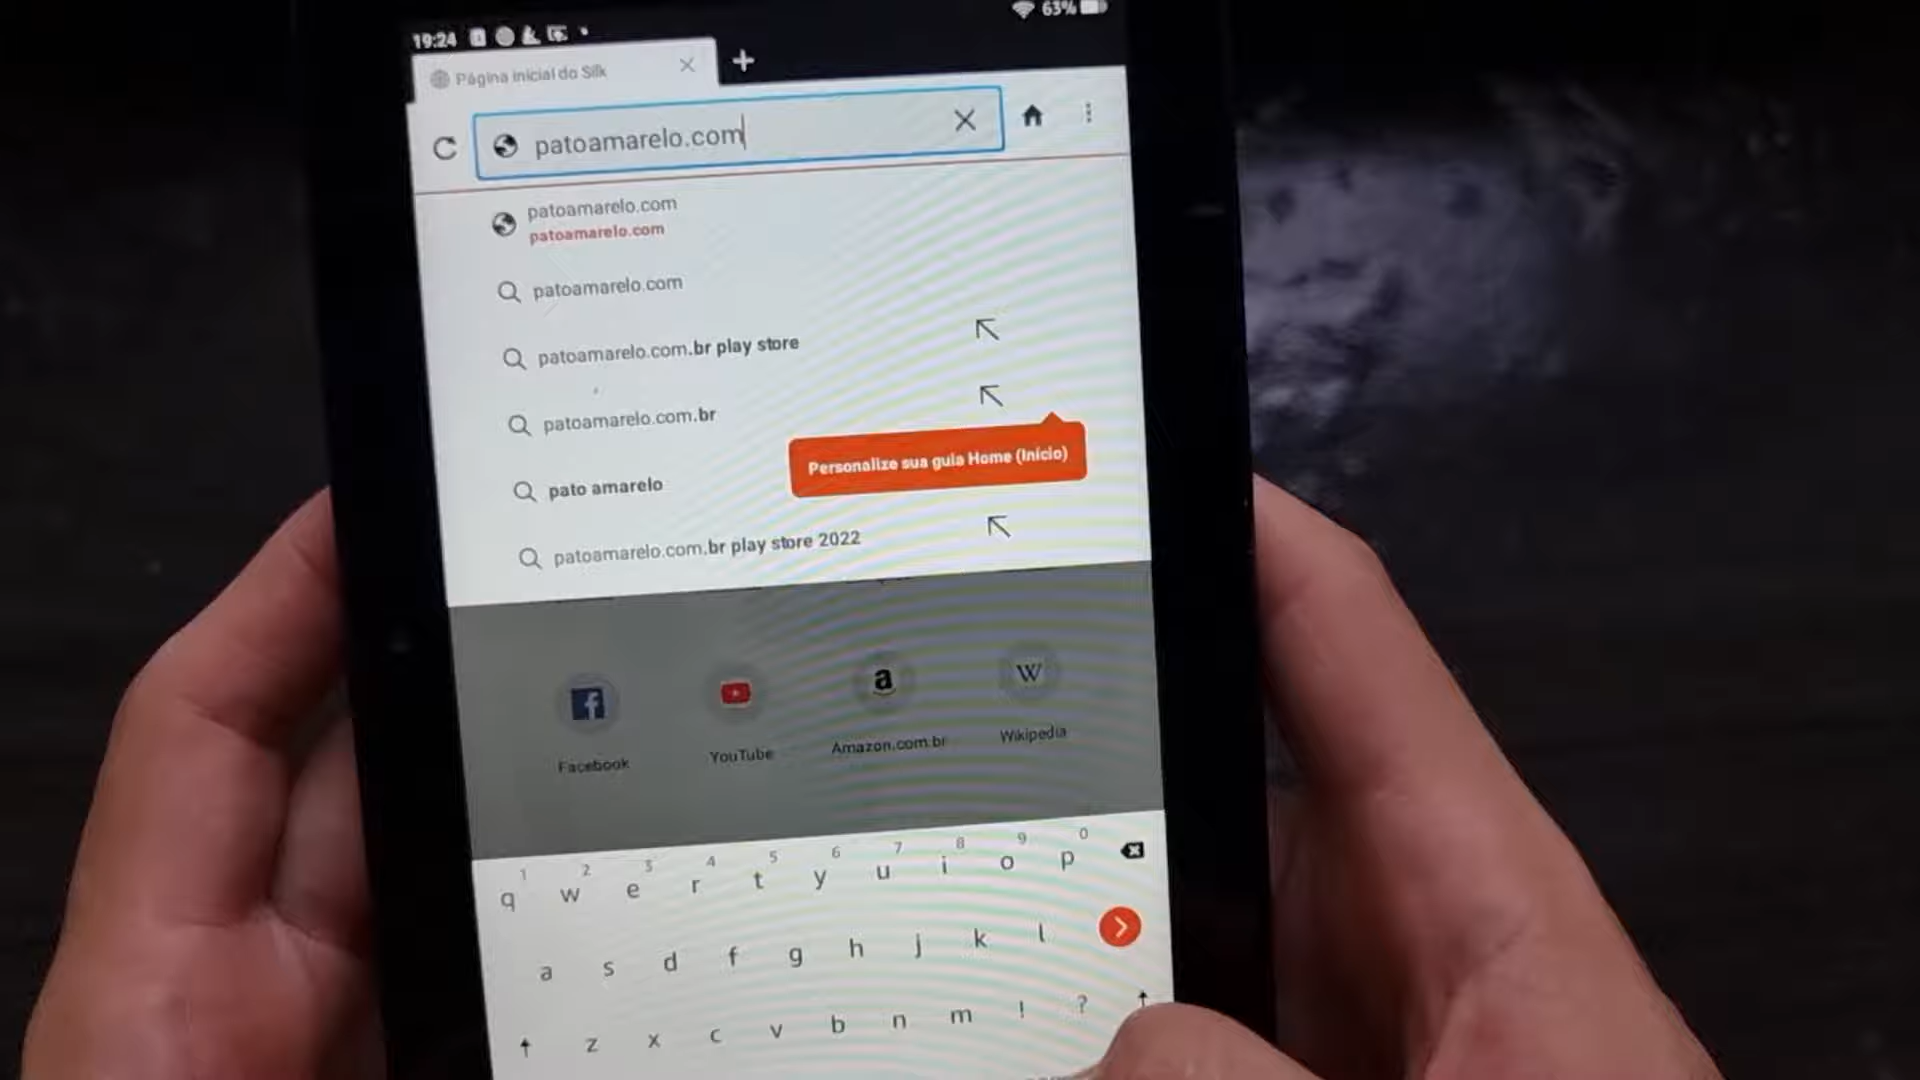 19:24
63%
Página inicial do Silk
patoamarelo.com
patoamarelo.com
patoamarelo.com
patoamarelo.com
patoamarelo.com.br play store
patoamarelo.com.br
Personalize sua guia Home (Início)
pato amarelo
patoamarelo.com.br play store 2022
Facebook
YouTube
a
Amazon.com.br
W
Wikipedia
1 2 3 4 5 6 7 8 9 0
q w e r t y u i o p
a s d f g h j k l
z x c v b n m ! ?